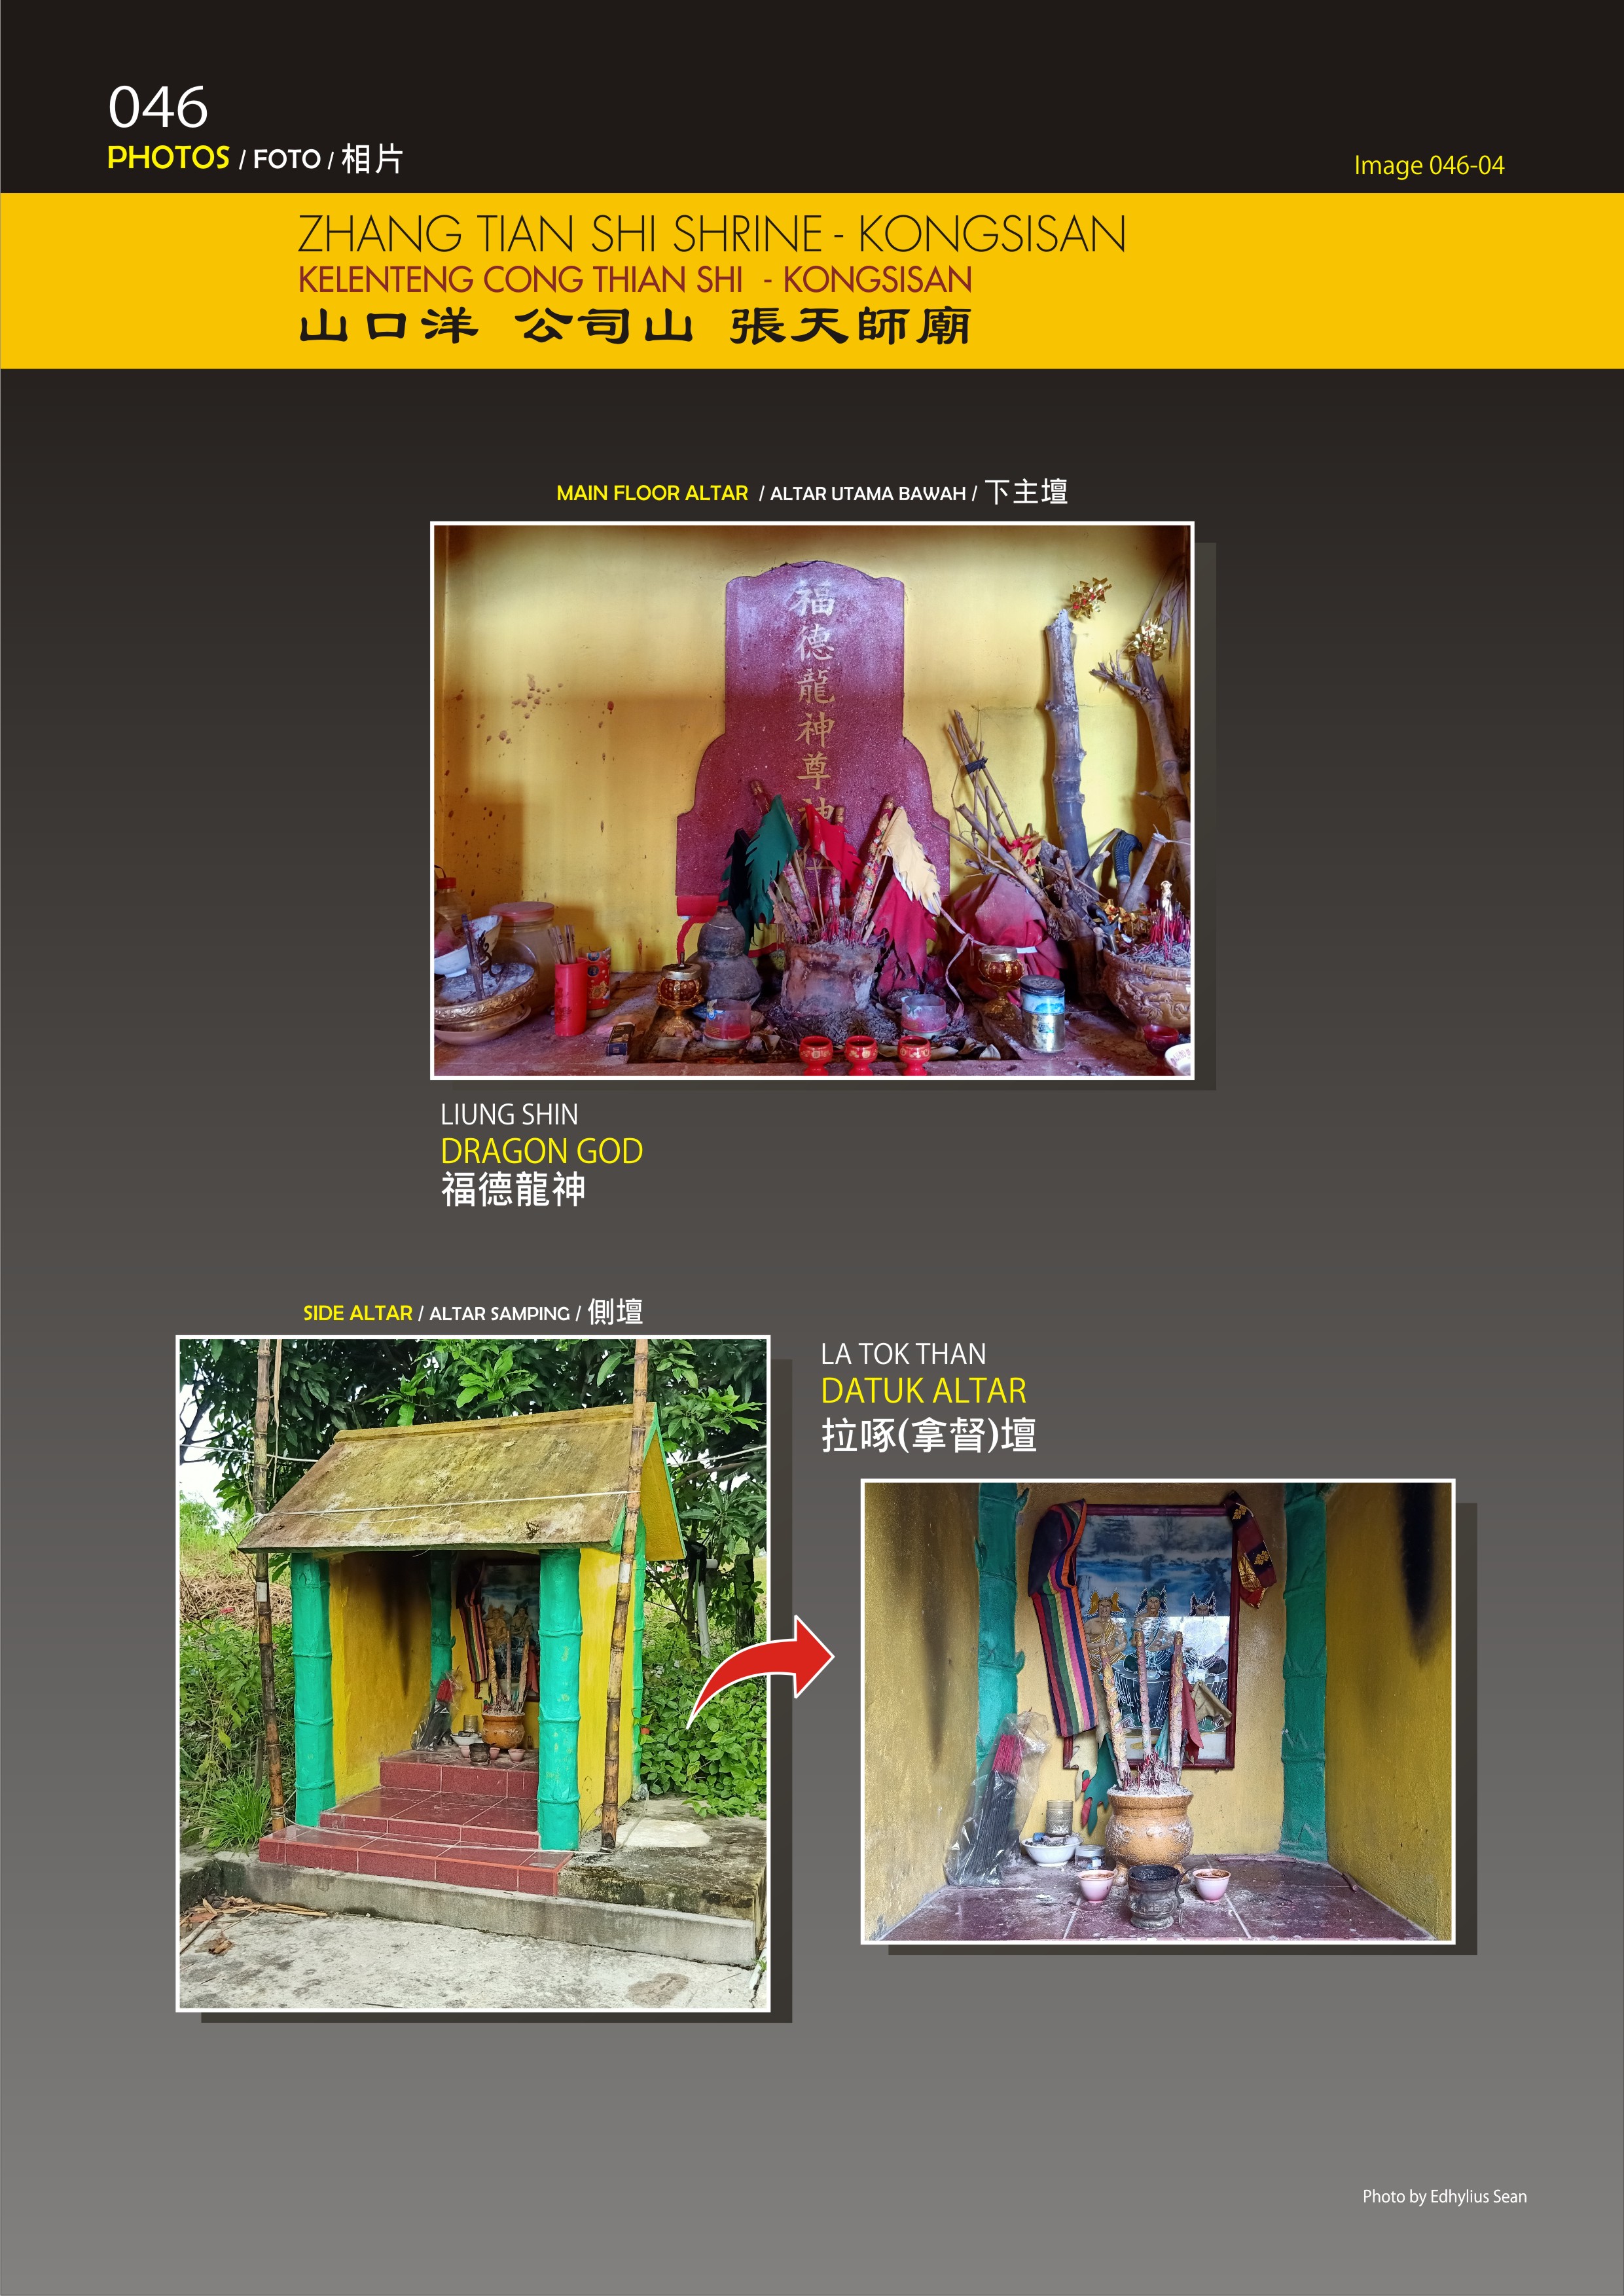 046
PHOTOS / FOTO / 相片
Image 046-04
ZHANG TIAN SHI SHRINE - KONGSISAN
KELENTENG CONG THIAN SHI - KONGSISAN
山口洋 公司山 張天師廟
MAIN FLOOR ALTAR / ALTAR UTAMA BAWAH / 下主壇
福德龍神尊神
LIUNG SHIN
DRAGON GOD
福德龍神
SIDE ALTAR / ALTAR SAMPING / 側壇
LA TOK THAN
DATUK ALTAR
拉啄(拿督)壇
Photo by Edhylius Sean